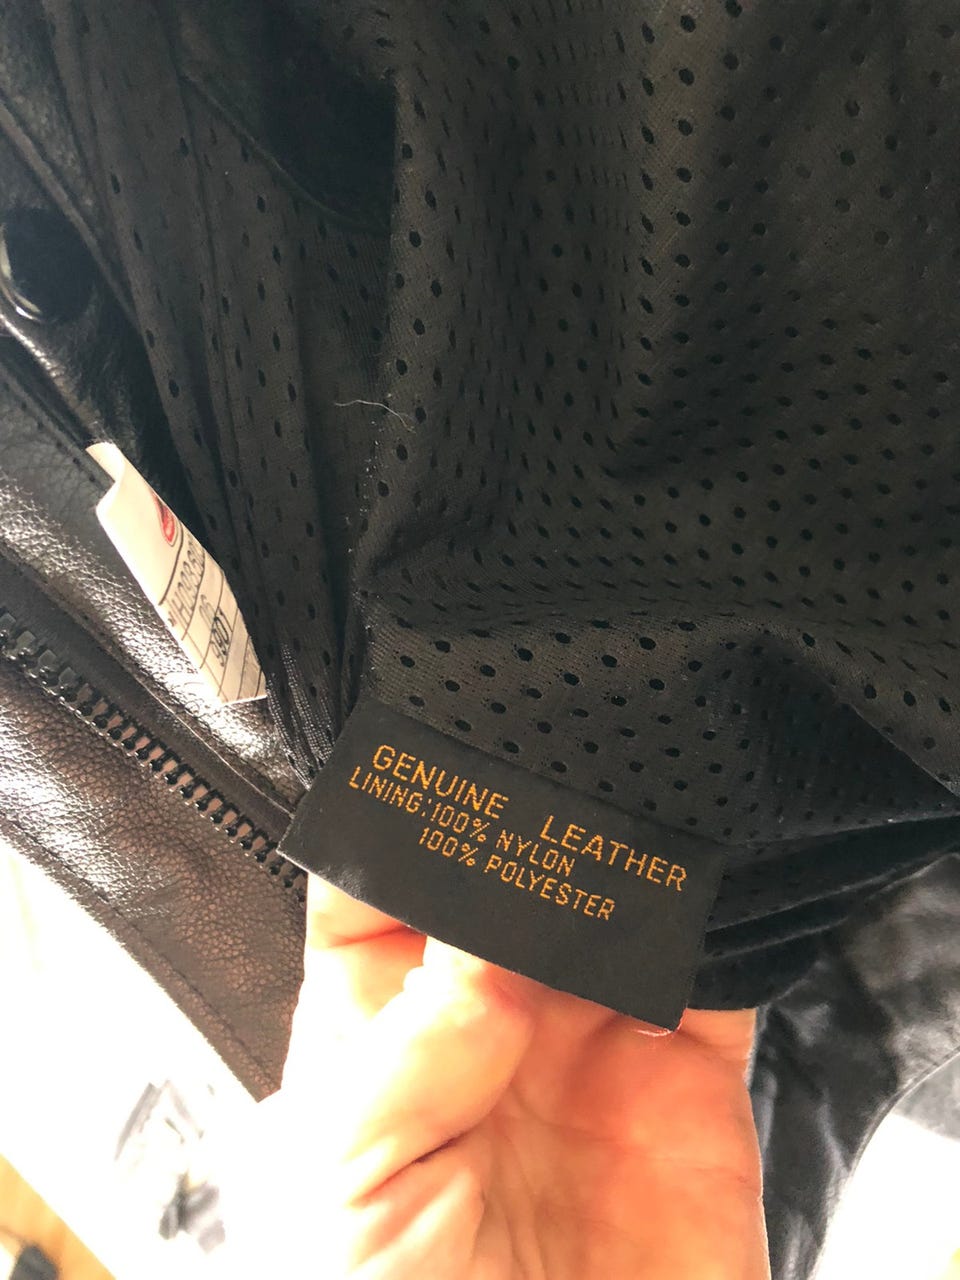 GENUINE LEATHER
LINING:100% NYLON
100% POLYESTER